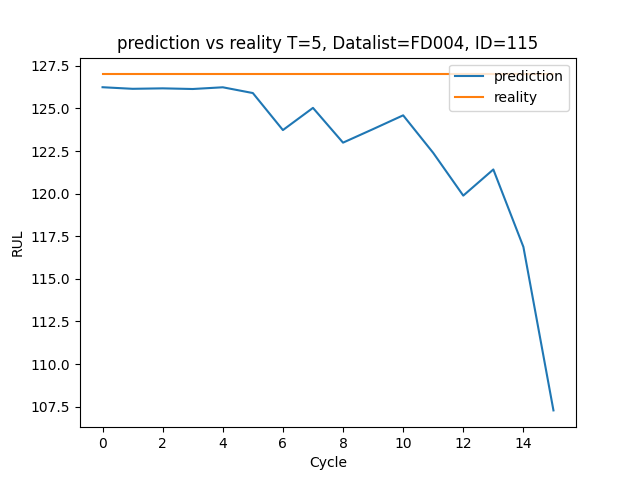 prediction vs reality T=5, Datalist=FD004, ID=115
127.5
125.0
122.5
120.0
117.5
115.0
112.5
110.0
107.5
RUL
prediction
reality
0 2 4 6 8 10 12 14
Cycle